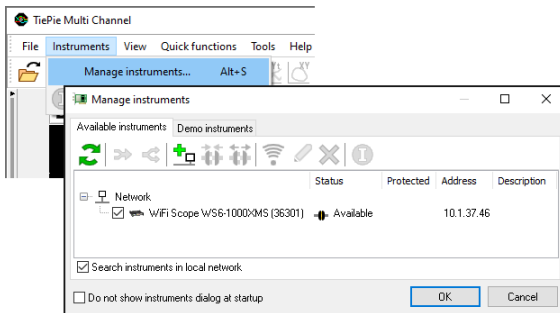 TiePie Multi Channel
File Instruments View Quick functions Tools Help
Manage instruments... Alt+S
Manage instruments
Available instruments Demo instruments
Status Protected Address Description
Network
WiFi Scope WS6-1000XMS (36301) Available 10.1.37.46
Search instruments in local network
Do not show instruments dialog at startup
OK Cancel